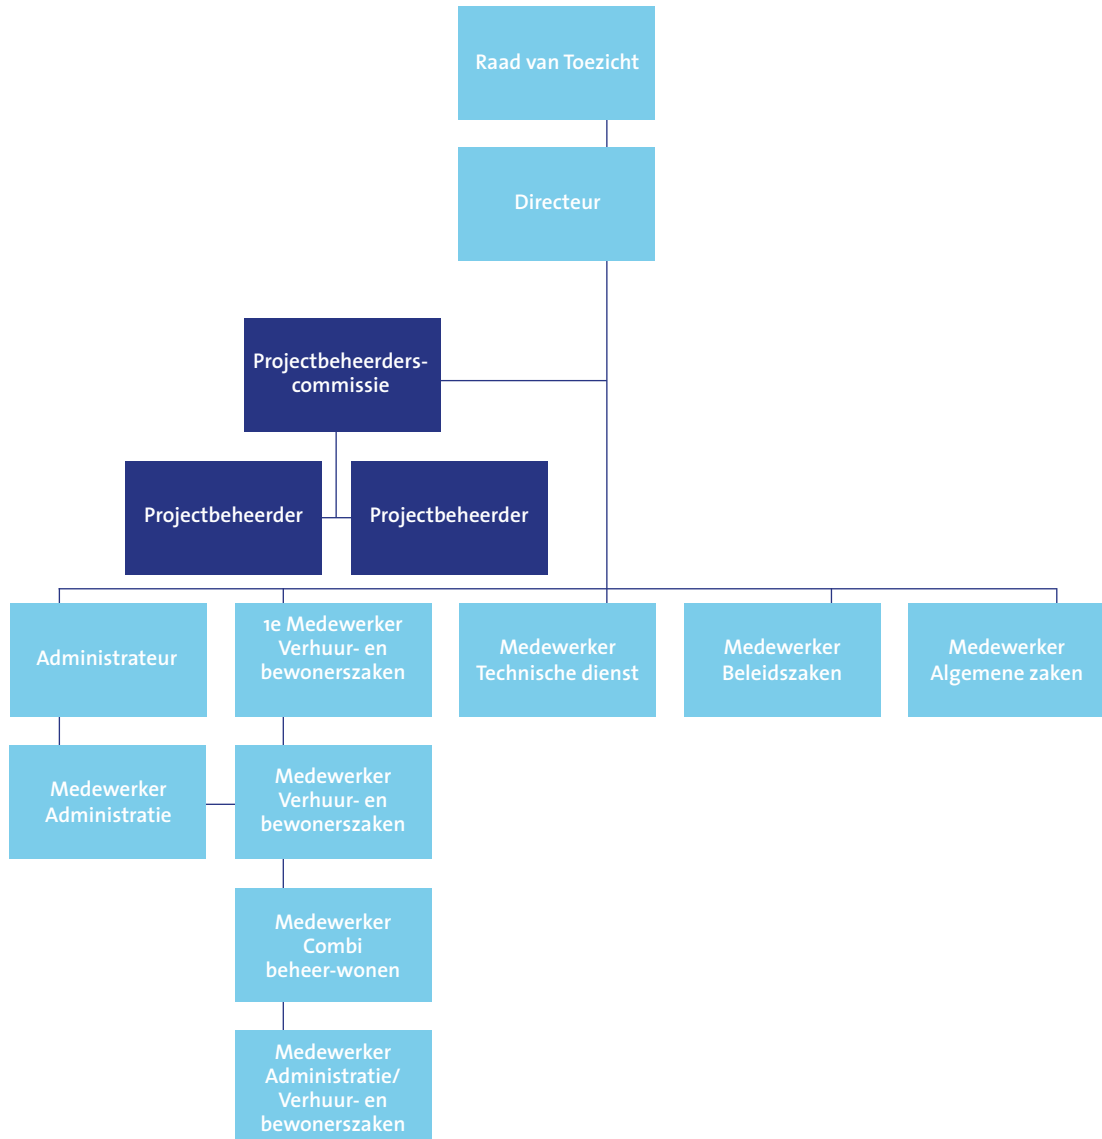 Raad van Toezicht
Directeur
Projectbeheerders-
commissie
Projectbeheerder
Projectbeheerder
Administrateur
1e Medewerker
Verhuur- en
bewonerszaken
Medewerker
Technische dienst
Medewerker
Beleidszaken
Medewerker
Algemene zaken
Medewerker
Administratie
Medewerker
Verhuur- en
bewonerszaken
Medewerker
Combi
beheer-wonen
Medewerker
Administratie/
Verhuur- en
bewonerszaken